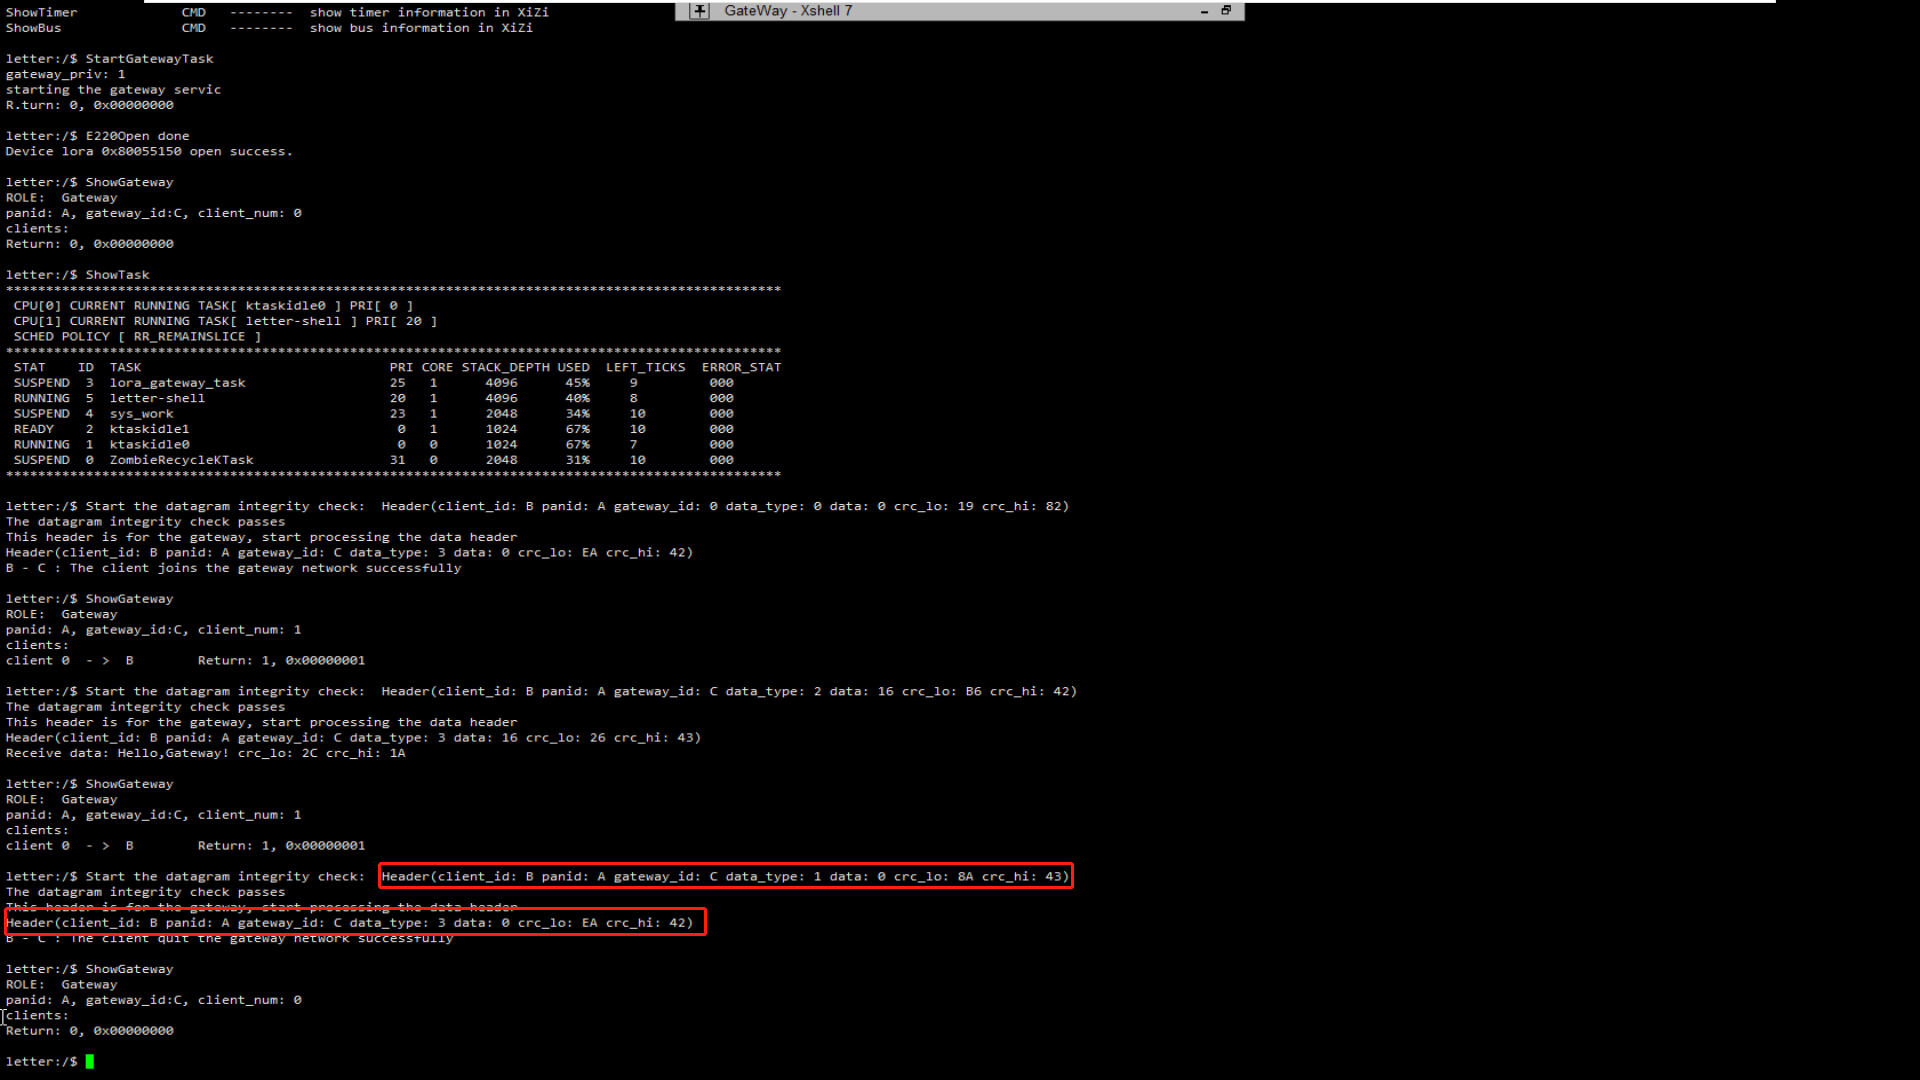 GateWay - Xshell 7
ShowTimer             CMD   --------  show timer information in XiZi
ShowBus               CMD   --------  show bus information in XiZi
letter:/$ StartGatewayTask
gateway_priv: 1
starting the gateway servic
R.turn: 0, 0x00000000
letter:/$ E220Open done
Device lora 0x80055150 open success.
letter:/$ ShowGateway
ROLE:  Gateway
panid: A, gateway_id:C, client_num: 0
clients:
Return: 0, 0x00000000
letter:/$ ShowTask
*************************************************************************************************
CPU[0] CURRENT RUNNING TASK[ ktaskidle0 ] PRI[ 0 ]
CPU[1] CURRENT RUNNING TASK[ letter-shell ] PRI[ 20 ]
SCHED POLICY [ RR_REMAINSLICE ]
*************************************************************************************************
STAT    ID  TASK                               PRI CORE STACK_DEPTH USED  LEFT_TICKS  ERROR_STAT
SUSPEND  3  lora_gateway_task                  25   1      4096      45%     9         000
RUNNING  5  letter-shell                       20   1      4096      40%     8         000
SUSPEND  4  sys_work                           23   1      2048      34%     10        000
READY    2  ktaskidle1                          0   1      1024      67%     10        000
RUNNING  1  ktaskidle0                          0   0      1024      67%     7         000
SUSPEND  0  ZombieRecycleKTask                 31   0      2048      31%     10        000
*************************************************************************************************
letter:/$ Start the datagram integrity check:  Header(client_id: B panid: A gateway_id: 0 data_type: 0 data: 0 crc_lo: 19 crc_hi: 82)
The datagram integrity check passes
This header is for the gateway, start processing the data header
Header(client_id: B panid: A gateway_id: C data_type: 3 data: 0 crc_lo: EA crc_hi: 42)
B - C : The client joins the gateway network successfully
letter:/$ ShowGateway
ROLE:  Gateway
panid: A, gateway_id:C, client_num: 1
clients:
client 0  - >  B        Return: 1, 0x00000001
letter:/$ Start the datagram integrity check:  Header(client_id: B panid: A gateway_id: C data_type: 2 data: 16 crc_lo: B6 crc_hi: 42)
The datagram integrity check passes
This header is for the gateway, start processing the data header
Header(client_id: B panid: A gateway_id: C data_type: 3 data: 16 crc_lo: 26 crc_hi: 43)
Receive data: Hello,Gateway! crc_lo: 2C crc_hi: 1A
letter:/$ ShowGateway
ROLE:  Gateway
panid: A, gateway_id:C, client_num: 1
clients:
client 0  - >  B        Return: 1, 0x00000001
letter:/$ Start the datagram integrity check:  Header(client_id: B panid: A gateway_id: C data_type: 1 data: 0 crc_lo: 8A crc_hi: 43)
The datagram integrity check passes
This header is for the gateway, start processing the data header
Header(client_id: B panid: A gateway_id: C data_type: 3 data: 0 crc_lo: EA crc_hi: 42)
B - C : The client quit the gateway network successfully
letter:/$ ShowGateway
ROLE:  Gateway
panid: A, gateway_id:C, client_num: 0
clients:
Return: 0, 0x00000000
letter:/$